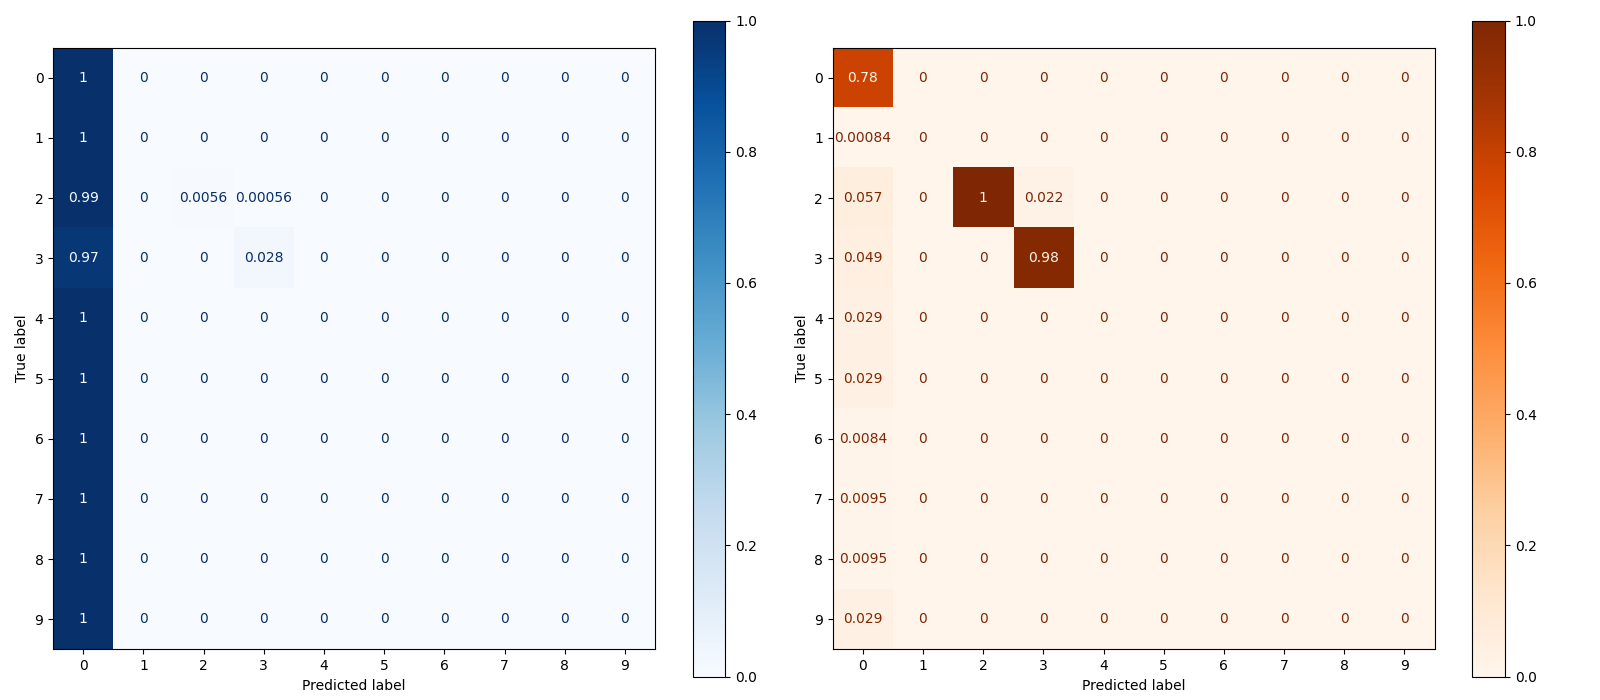 0 1 0 0 0 0 0 0 0 0 0
1 1 0 0 0 0 0 0 0 0 0
2 0.99 0 0.0056 0.00056 0 0 0 0 0 0
3 0.97 0 0 0.028 0 0 0 0 0 0
4 1 0 0 0 0 0 0 0 0 0
5 1 0 0 0 0 0 0 0 0 0
6 1 0 0 0 0 0 0 0 0 0
7 1 0 0 0 0 0 0 0 0 0
8 1 0 0 0 0 0 0 0 0 0
9 1 0 0 0 0 0 0 0 0 0
0 1 2 3 4 5 6 7 8 9
Predicted label
True label
1.0
0.8
0.6
0.4
0.2
0.0
0 0.78 0 0 0 0 0 0 0 0 0
1 0.00084 0 0 0 0 0 0 0 0 0
2 0.057 0 1 0.022 0 0 0 0 0 0
3 0.049 0 0 0.98 0 0 0 0 0 0
4 0.029 0 0 0 0 0 0 0 0 0
5 0.029 0 0 0 0 0 0 0 0 0
6 0.0084 0 0 0 0 0 0 0 0 0
7 0.0095 0 0 0 0 0 0 0 0 0
8 0.0095 0 0 0 0 0 0 0 0 0
9 0.029 0 0 0 0 0 0 0 0 0
0 1 2 3 4 5 6 7 8 9
Predicted label
True label
1.0
0.8
0.6
0.4
0.2
0.0